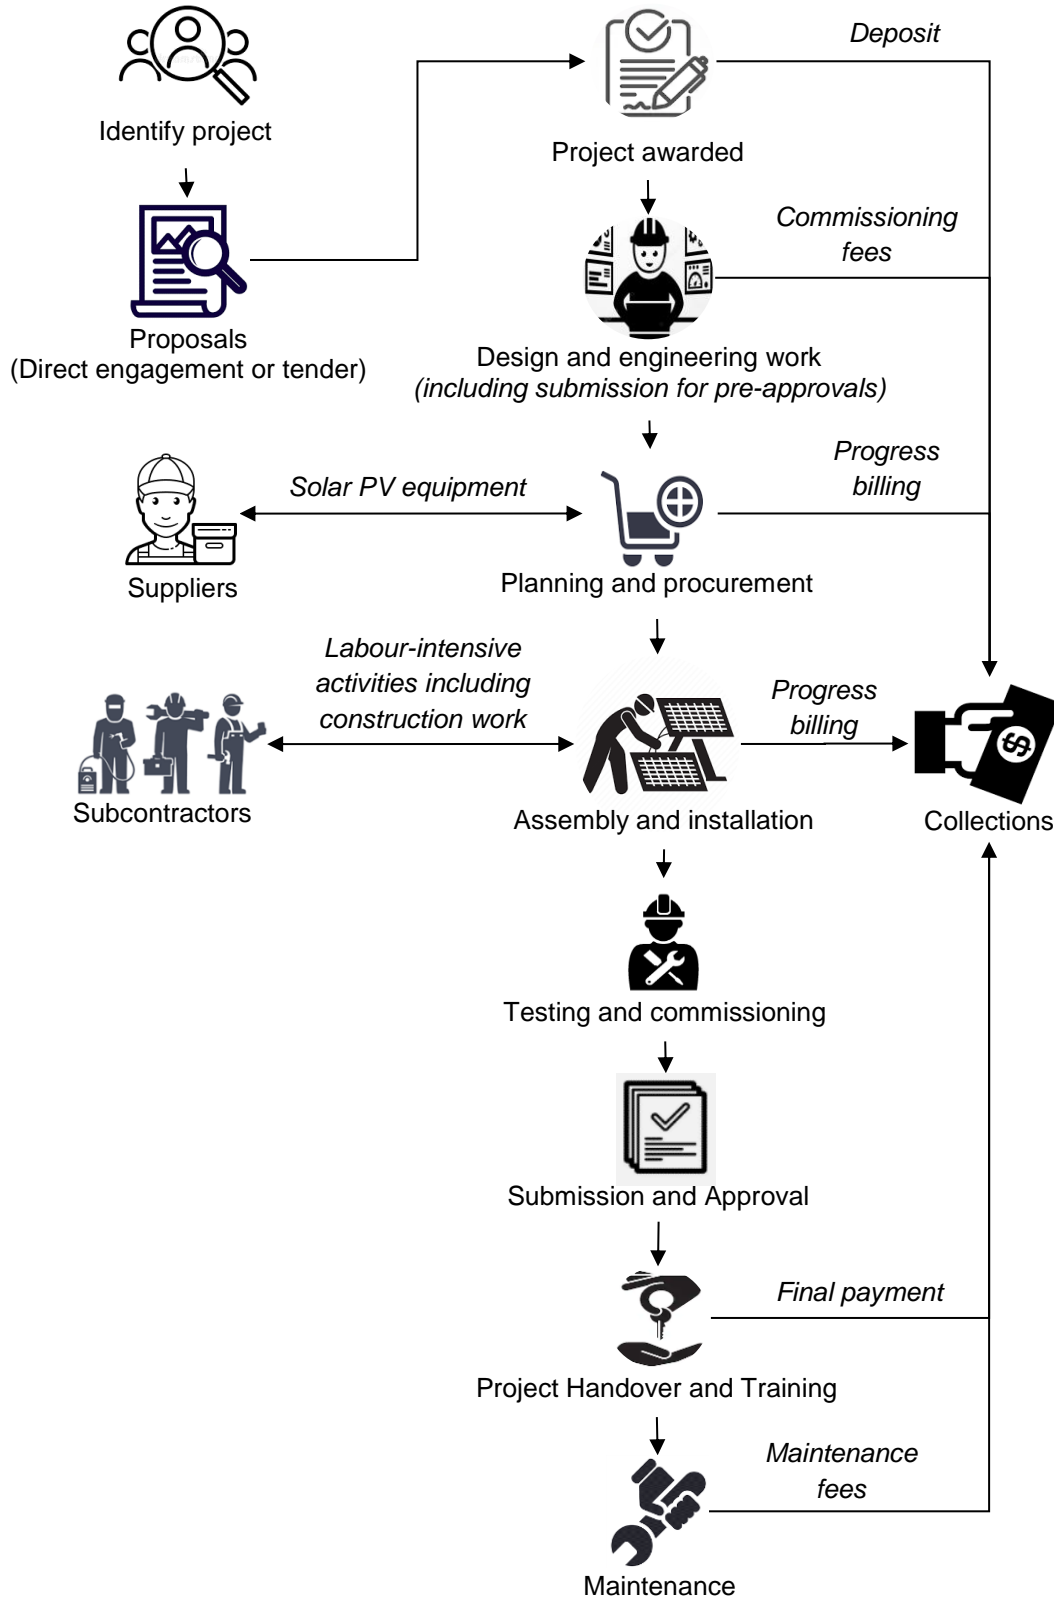 Identify project
Deposit
Project awarded
Commissioning
fees
Proposals
(Direct engagement or tender)
Design and engineering work
(including submission for pre-approvals)
Solar PV equipment
Progress
billing
Suppliers
Planning and procurement
Labour-intensive
activities including
construction work
Progress
billing
$
Subcontractors
Assembly and installation
Collections
Testing and commissioning
Submission and Approval
Final payment
Project Handover and Training
Maintenance
fees
Maintenance